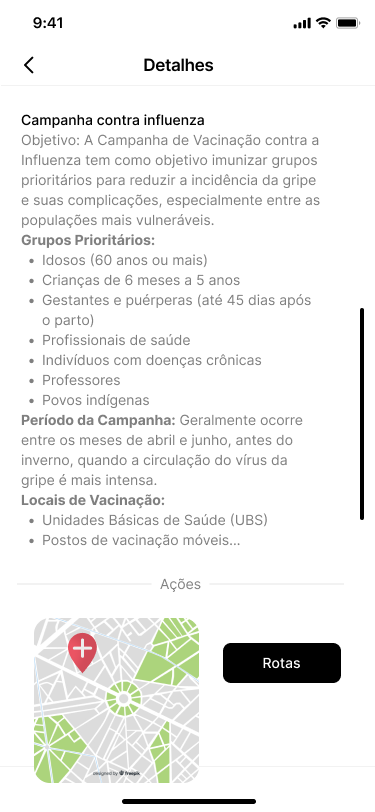 9:41
Detalhes
Campanha contra influenza
Objetivo: A Campanha de Vacinação contra a
Influenza tem como objetivo imunizar grupos
prioritários para reduzir a incidência da gripe
e suas complicações, especialmente entre as
populações mais vulneráveis.
Grupos Prioritários:
• Idosos (60 anos ou mais)
• Crianças de 6 meses a 5 anos
• Gestantes e puérperas (até 45 dias após
o parto)
• Profissionais de saúde
• Indivíduos com doenças crônicas
• Professores
• Povos indígenas
Período da Campanha: Geralmente ocorre
entre os meses de abril e junho, antes do
inverno, quando a circulação do vírus da
gripe é mais intensa.
Locais de Vacinação:
• Unidades Básicas de Saúde (UBS)
• Postos de vacinação móveis...
Ações
Rotas
designed by freepik